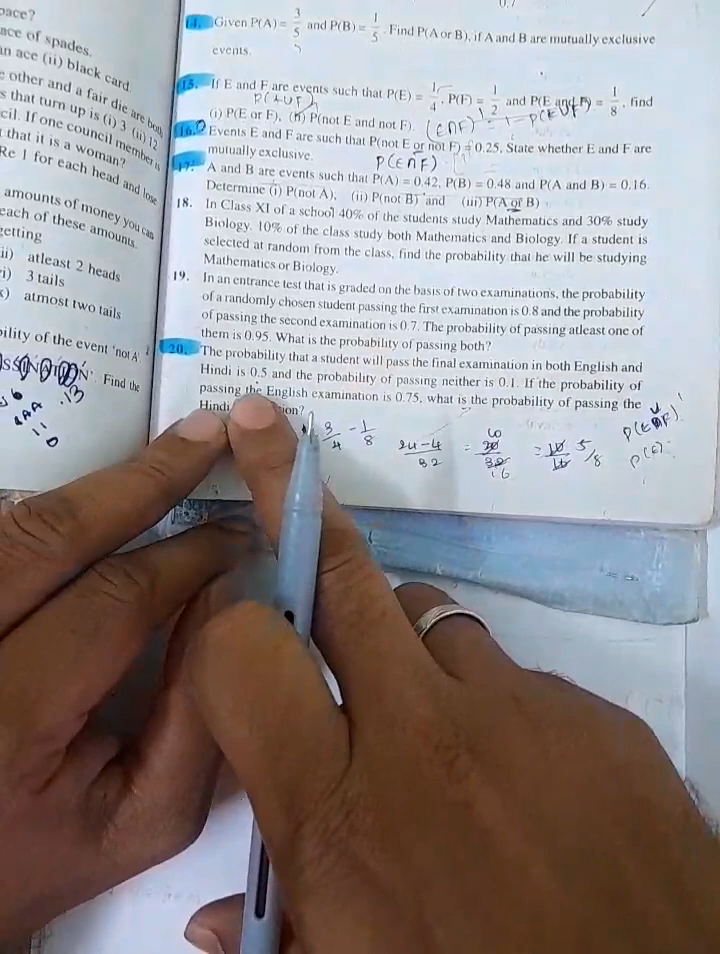 pace?
ace of spades.
an ace (ii) black card
e other and a fair die are both
s that turn up is (i) 3 (ii) 12
cil. If one council member is
t that it is a woman?
Re 1 for each head and lose
amounts of money you can
each of these amounts.
getting
ii) atleast 2 heads
i) 3 tails
x) atmost two tails
bility of the event 'not A'
Find the
.13
14. Given P(A) = 3/5 and P(B) = 1/5. Find P(A or B), if A and B are mutually exclusive
events.
15. If E and F are events such that P(E) = 1/4, P(F) = 1/2 and P(E and F) = 1/8, find
(i) P(E or F), (ii) P(not E and not F).
16. Events E and F are such that P(not E or not F) = 0.25, State whether E and F are
mutually exclusive.
P(E∩F)
17. A and B are events such that P(A) = 0.42, P(B) = 0.48 and P(A and B) = 0.16.
Determine (i) P(not A), (ii) P(not B) and (iii) P(A or B)
18. In Class XI of a school 40% of the students study Mathematics and 30% study
Biology. 10% of the class study both Mathematics and Biology. If a student is
selected at random from the class, find the probability that he will be studying
Mathematics or Biology.
19. In an entrance test that is graded on the basis of two examinations, the probability
of a randomly chosen student passing the first examination is 0.8 and the probability
of passing the second examination is 0.7. The probability of passing atleast one of
them is 0.95. What is the probability of passing both?
20. The probability that a student will pass the final examination in both English and
Hindi is 0.5 and the probability of passing neither is 0.1. If the probability of
passing the English examination is 0.75, what is the probability of passing the
Hindi
3/4 - 1/8 24-4/32 = 20/32 = 10/16 5/8
P(E)